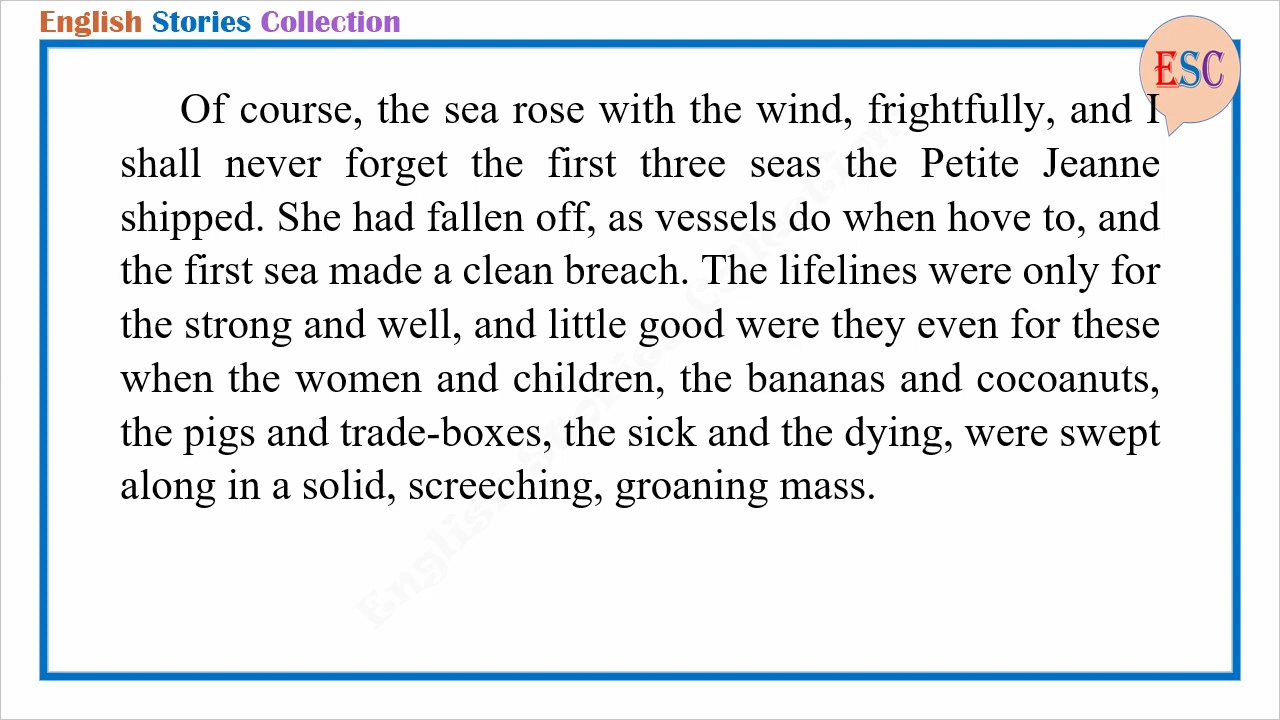 English Stories Collection
ESC
Of course, the sea rose with the wind, frightfully, and I
shall never forget the first three seas the Petite Jeanne
shipped. She had fallen off, as vessels do when hove to, and
the first sea made a clean breach. The lifelines were only for
the strong and well, and little good were they even for these
when the women and children, the bananas and cocoanuts,
the pigs and trade-boxes, the sick and the dying, were swept
along in a solid, screeching, groaning mass.
English Stories Collection